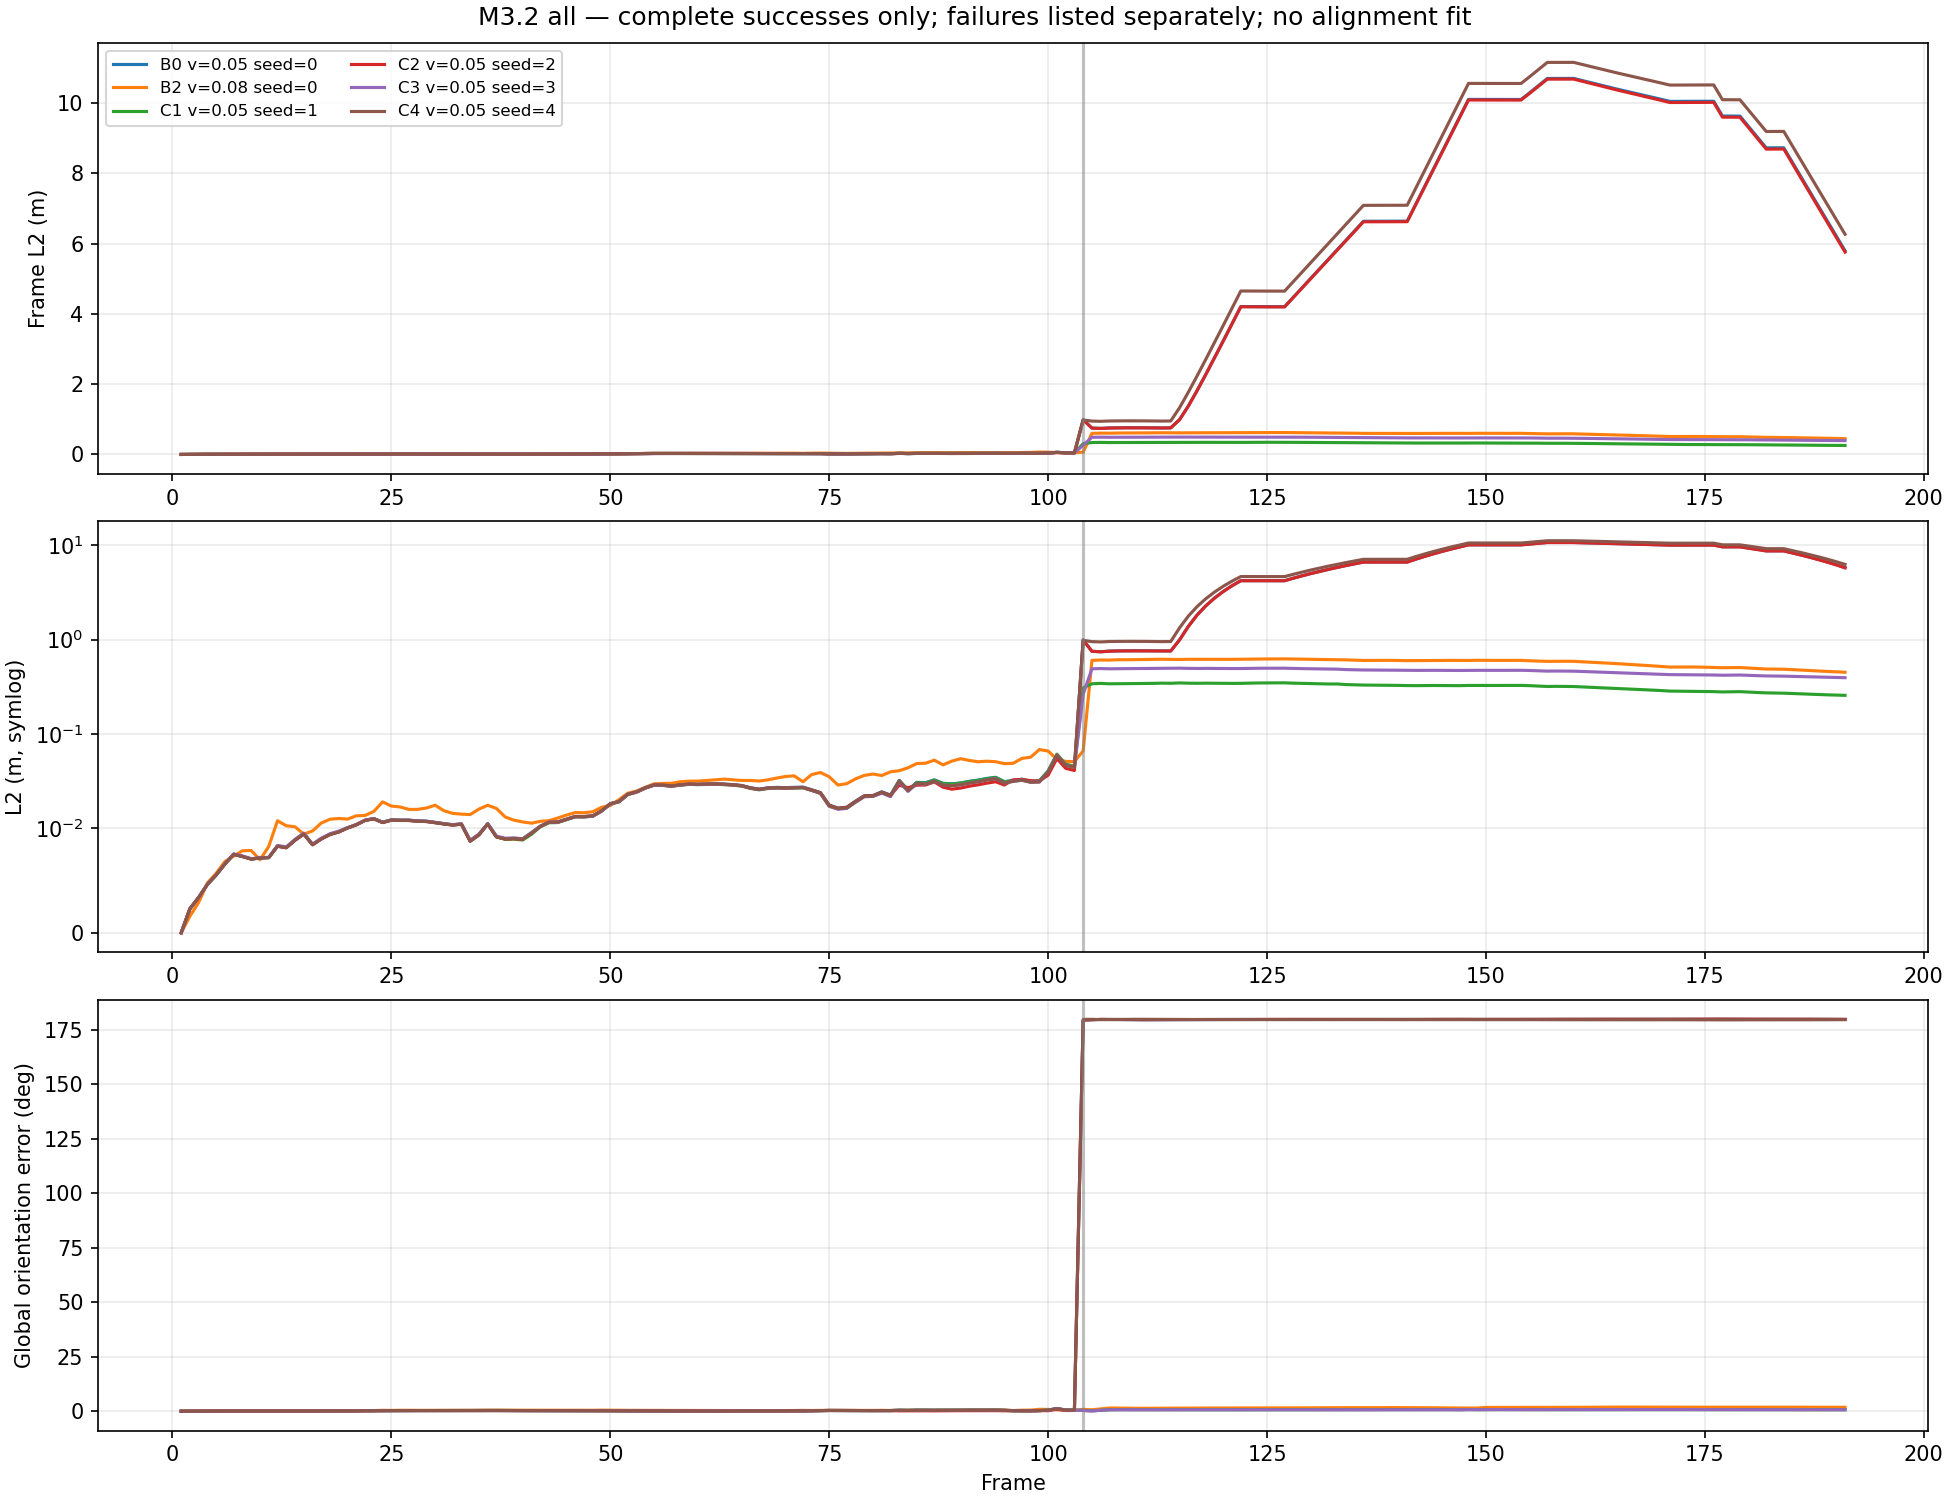 M3.2 all — complete successes only; failures listed separately; no alignment fit
B0 v=0.05 seed=0
B2 v=0.08 seed=0
C1 v=0.05 seed=1
C2 v=0.05 seed=2
C3 v=0.05 seed=3
C4 v=0.05 seed=4
Frame L2 (m)
10
8
6
4
2
0
0 25 50 75 100 125 150 175 200
L2 (m, symlog)
10¹
10⁰
10⁻¹
10⁻²
0
0 25 50 75 100 125 150 175 200
Global orientation error (deg)
175
150
125
100
75
50
25
0
0 25 50 75 100 125 150 175 200
Frame